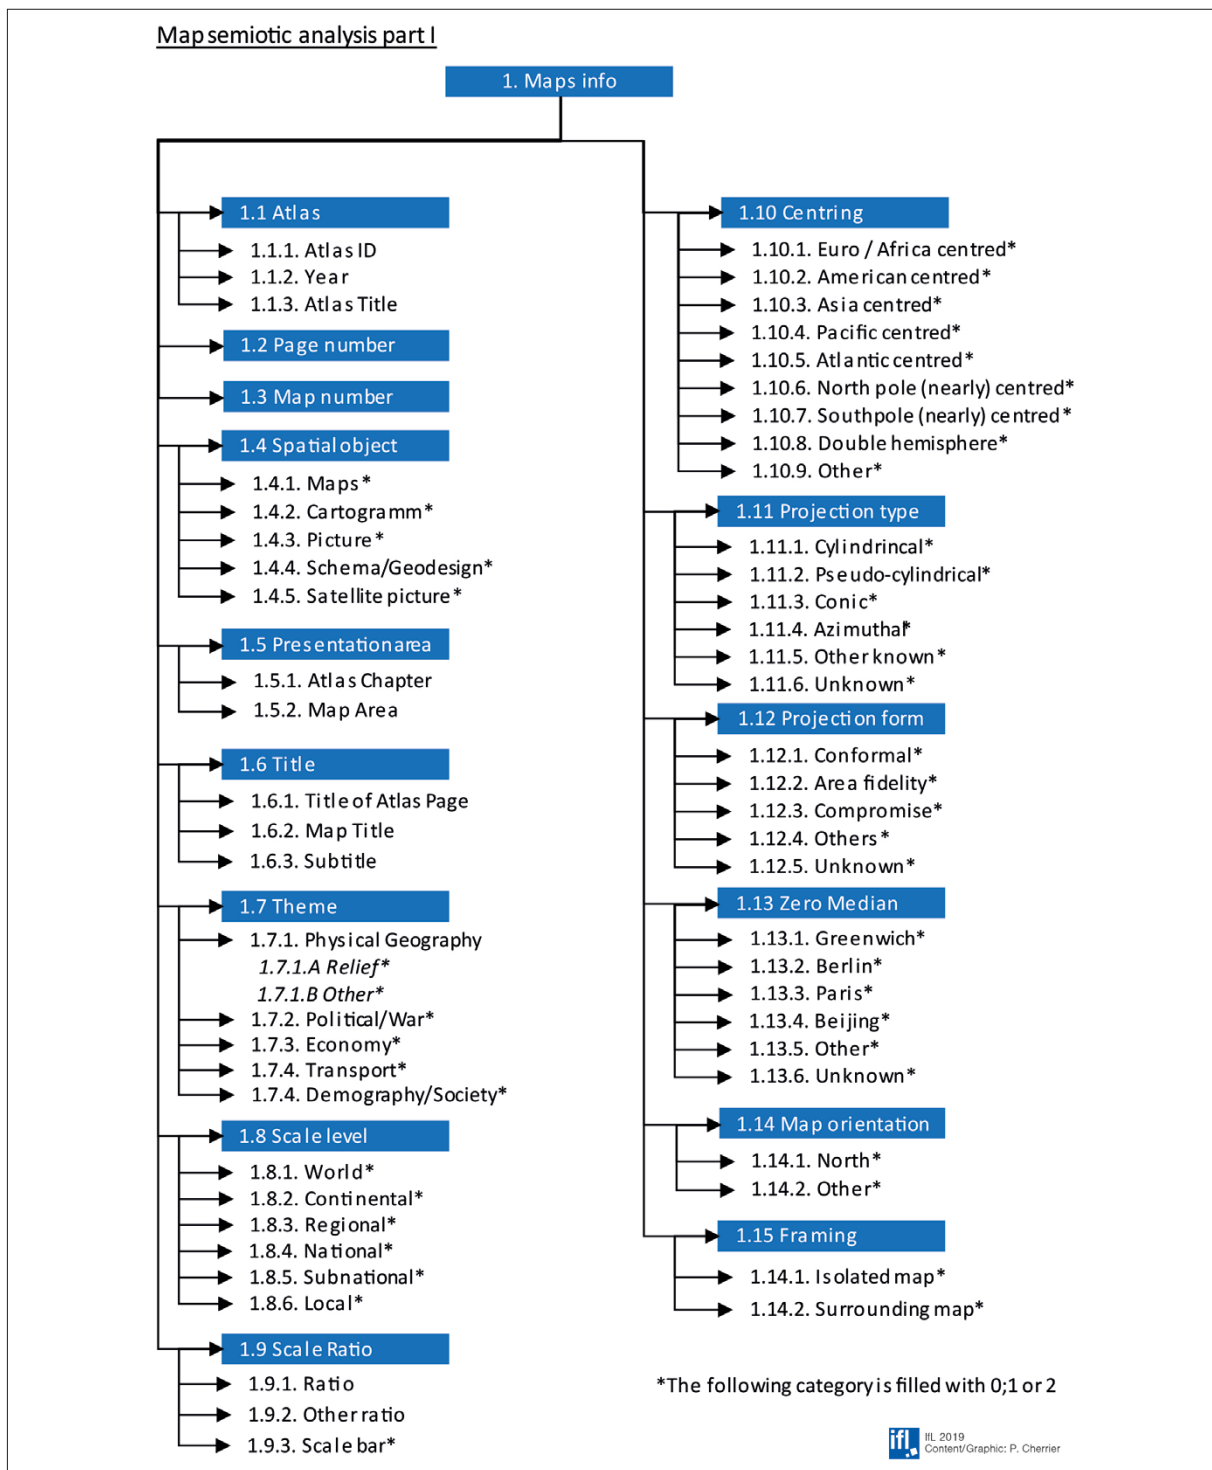 Map semiotic analysis part I
1. Maps info
1.1 Atlas
1.1.1. Atlas ID
1.1.2. Year
1.1.3. Atlas Title
1.2 Page number
1.3 Map number
1.4 Spatial object
1.4.1. Maps*
1.4.2. Cartogramm*
1.4.3. Picture*
1.4.4. Schema/Geodesign*
1.4.5. Satellite picture*
1.5 Presentation area
1.5.1. Atlas Chapter
1.5.2. Map Area
1.6 Title
1.6.1. Title of Atlas Page
1.6.2. Map Title
1.6.3. Subtitle
1.7 Theme
1.7.1. Physical Geography
1.7.1.A Relief*
1.7.1.B Other*
1.7.2. Political/War*
1.7.3. Economy*
1.7.4. Transport*
1.7.4. Demography/Society*
1.8 Scale level
1.8.1. World*
1.8.2. Continental*
1.8.3. Regional*
1.8.4. National*
1.8.5. Subnational*
1.8.6. Local*
1.9 Scale Ratio
1.9.1. Ratio
1.9.2. Other ratio
1.9.3. Scale bar*
1.10 Centring
1.10.1. Euro / Africa centred*
1.10.2. American centred*
1.10.3. Asia centred*
1.10.4. Pacific centred*
1.10.5. Atlantic centred*
1.10.6. North pole (nearly) centred*
1.10.7. Southpole (nearly) centred*
1.10.8. Double hemisphere*
1.10.9. Other*
1.11 Projection type
1.11.1. Cylindrincal*
1.11.2. Pseudo-cylindrical*
1.11.3. Conic*
1.11.4. Azimuthal*
1.11.5. Other known*
1.11.6. Unknown*
1.12 Projection form
1.12.1. Conformal*
1.12.2. Area fidelity*
1.12.3. Compromise*
1.12.4. Others*
1.12.5. Unknown*
1.13 Zero Median
1.13.1. Greenwich*
1.13.2. Berlin*
1.13.3. Paris*
1.13.4. Beijing*
1.13.5. Other*
1.13.6. Unknown*
1.14 Map orientation
1.14.1. North*
1.14.2. Other*
1.15 Framing
1.14.1. Isolated map*
1.14.2. Surrounding map*
*The following category is filled with 0;1 or 2
ifl
IfL 2019
Content/Graphic: P. Cherrier